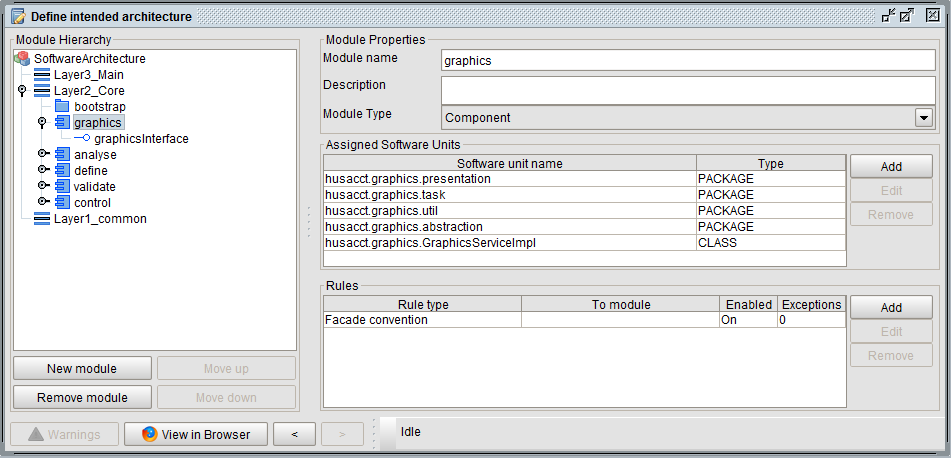 Define intended architecture
Module Hierarchy
SoftwareArchitecture
Layer3_Main
Layer2_Core
bootstrap
graphics
graphicsInterface
analyse
define
validate
control
Layer1_common
New module
Move up
Remove module
Move down
Module Properties
Module name
graphics
Description
Module Type
Component
Assigned Software Units
Software unit name
Type
husacct.graphics.presentation
PACKAGE
husacct.graphics.task
PACKAGE
husacct.graphics.util
PACKAGE
husacct.graphics.abstraction
PACKAGE
husacct.graphics.GraphicsServiceImpl
CLASS
Add
Edit
Remove
Rules
Rule type
To module
Enabled
Exceptions
Facade convention
On
0
Add
Edit
Remove
Warnings
View in Browser
<
>
Idle